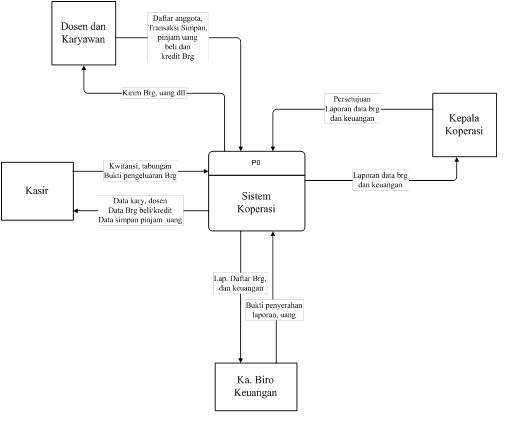 Dosen dan
Karyawan
Daftar anggota,
Transaksi Simpan,
pinjam uang
beli dan
kredit Brg
Kirim Brg, uang dll
Persetujuan
Laporan data brg
dan keuangan
Kepala
Koperasi
Kasir
Kwitansi, tabungan
Bukti pengeluaran Brg
P0
Sistem
Koperasi
Laporan data brg
dan keuangan
Data kary, dosen
Data Brg beli/kredit
Data simpan pinjam uang
Lap. Daftar Brg,
dan keuangan
Bukti penyerahan
laporan, uang
Ka. Biro
Keuangan